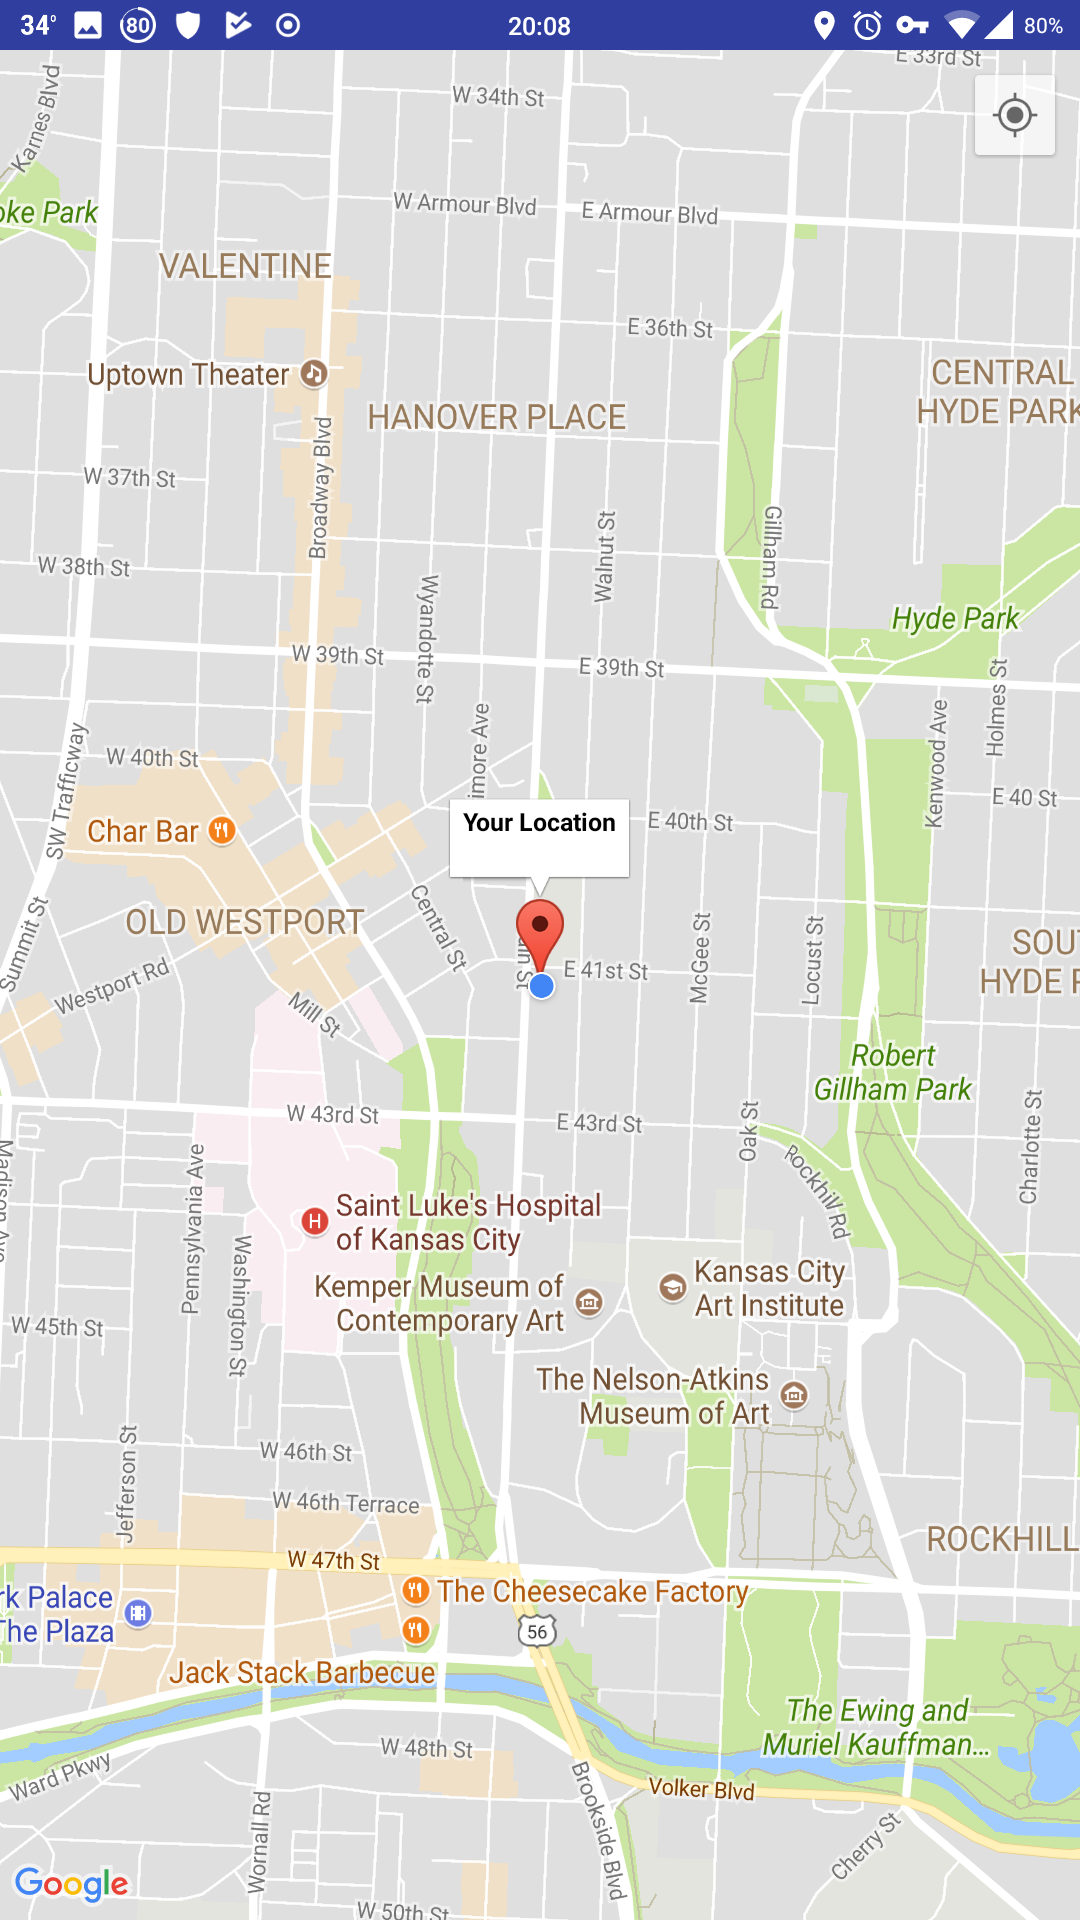 34°
80
20:08
80%
E 33rd St
Karnes Blvd
W 34th St
oke Park
W Armour Blvd
E Armour Blvd
VALENTINE
E 36th St
Uptown Theater
CENTRAL
HYDE PARK
HANOVER PLACE
Broadway Blvd
W 37th St
Gillham Rd
Walnut St
W 38th St
Wyandotte St
Hyde Park
W 39th St
E 39th St
Holmes St
imore Ave
Kenwood Ave
SW Trafficway
W 40th St
E 40 St
Char Bar
Your Location
E 40th St
Central St
Summit St
OLD WESTPORT
McGee St
Locust St
SOU
HYDE P
Westport Rd
ain St
E 41st St
Mill St
Robert
Gillham Park
W 43rd St
E 43rd St
Oak St
Charlotte St
Madison Ave
Pennsylvania Ave
Rockhill Rd
Saint Luke's Hospital
of Kansas City
H
Washington St
Kansas City
Art Institute
Kemper Museum of
Contemporary Art
W 45th St
The Nelson-Atkins
Museum of Art
Jefferson St
W 46th St
W 46th Terrace
ROCKHILL
W 47th St
The Cheesecake Factory
rk Palace
The Plaza
56
Jack Stack Barbecue
The Ewing and
Muriel Kauffman...
W 48th St
Ward Pkwy
Brookside Blvd
Volker Blvd
Wornall Rd
Cherry St
Google
W 50th St